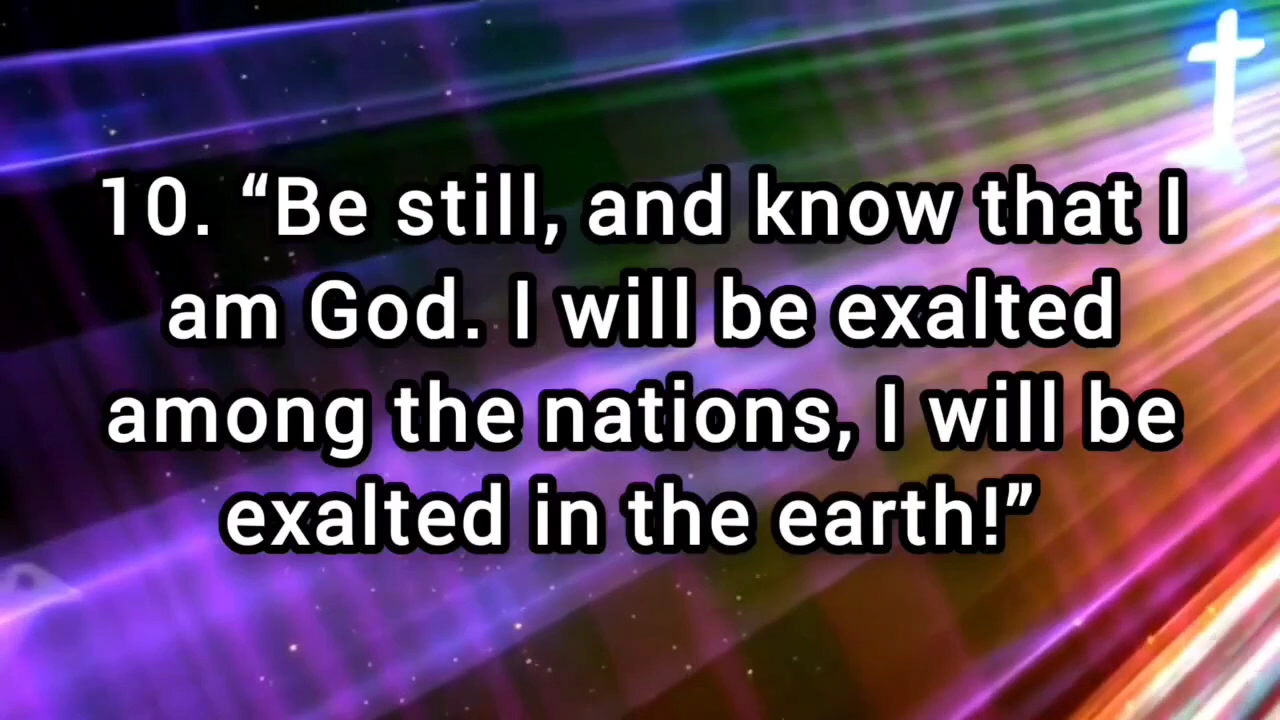 10. “Be still, and know that I
am God. I will be exalted
among the nations, I will be
exalted in the earth!”